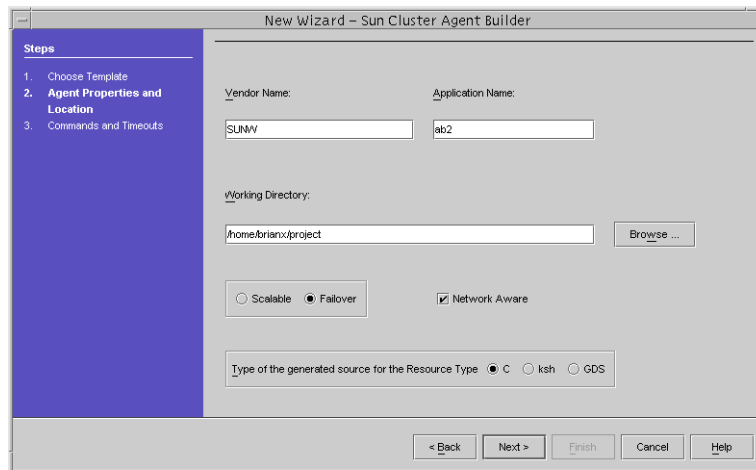 New Wizard – Sun Cluster Agent Builder
Steps
1. Choose Template
2. Agent Properties and
Location
3. Commands and Timeouts
Vendor Name:
Application Name:
SUNW
ab2
Working Directory:
/home/brianx/project
Browse ...
Scalable
Failover
Network Aware
Type of the generated source for the Resource Type
C
ksh
GDS
< Back
Next >
Finish
Cancel
Help